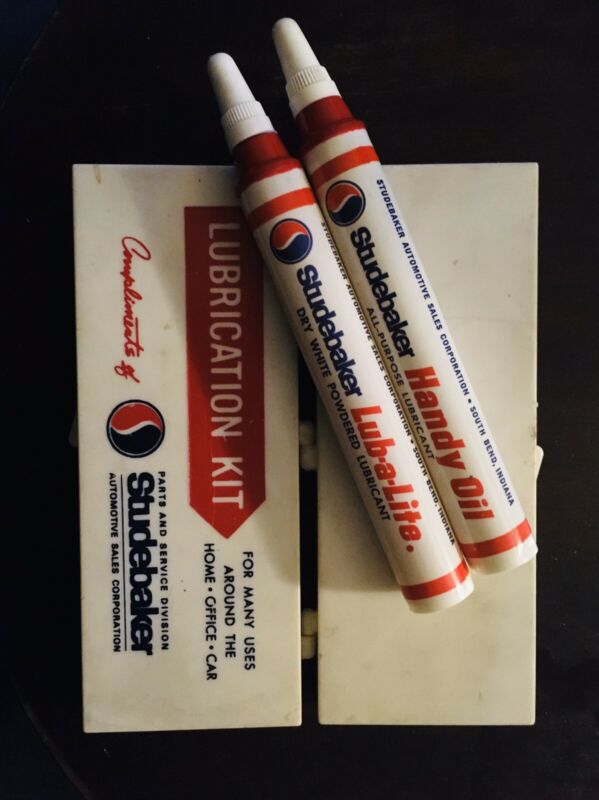 Compliments of
LUBRICATION KIT
PARTS AND SERVICE DIVISION
Studebaker
AUTOMOTIVE SALES CORPORATION
FOR MANY USES
AROUND THE
HOME • OFFICE • CAR
STUDEBAKER AUTOMOTIVE SALES CORPORATION • SOUTH BEND, INDIANA
Studebaker Lub-a-Lite.
DRY WHITE POWDERED LUBRICANT
STUDEBAKER AUTOMOTIVE SALES CORPORATION • SOUTH BEND, INDIANA
Studebaker Handy Oil
ALL-PURPOSE LUBRICANT